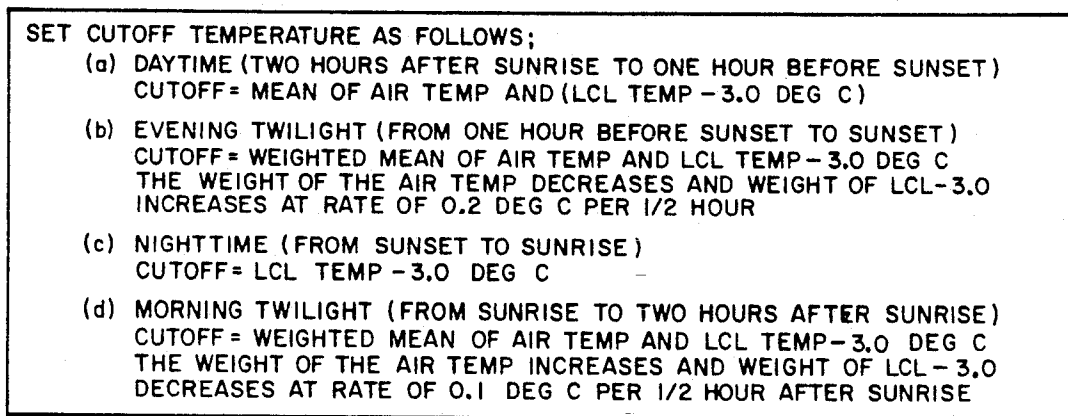 SET CUTOFF TEMPERATURE AS FOLLOWS;
(a) DAYTIME (TWO HOURS AFTER SUNRISE TO ONE HOUR BEFORE SUNSET)
CUTOFF= MEAN OF AIR TEMP AND (LCL TEMP – 3.0 DEG C)
(b) EVENING TWILIGHT (FROM ONE HOUR BEFORE SUNSET TO SUNSET)
CUTOFF= WEIGHTED MEAN OF AIR TEMP AND LCL TEMP–3.0 DEG C
THE WEIGHT OF THE AIR TEMP DECREASES AND WEIGHT OF LCL–3.0
INCREASES AT RATE OF 0.2 DEG C PER 1/2 HOUR
(c) NIGHTTIME (FROM SUNSET TO SUNRISE)
CUTOFF= LCL TEMP –3.0 DEG C
(d) MORNING TWILIGHT (FROM SUNRISE TO TWO HOURS AFTER SUNRISE)
CUTOFF= WEIGHTED MEAN OF AIR TEMP AND LCL TEMP–3.0 DEG C
THE WEIGHT OF THE AIR TEMP INCREASES AND WEIGHT OF LCL–3.0
DECREASES AT RATE OF 0.1 DEG C PER 1/2 HOUR AFTER SUNRISE